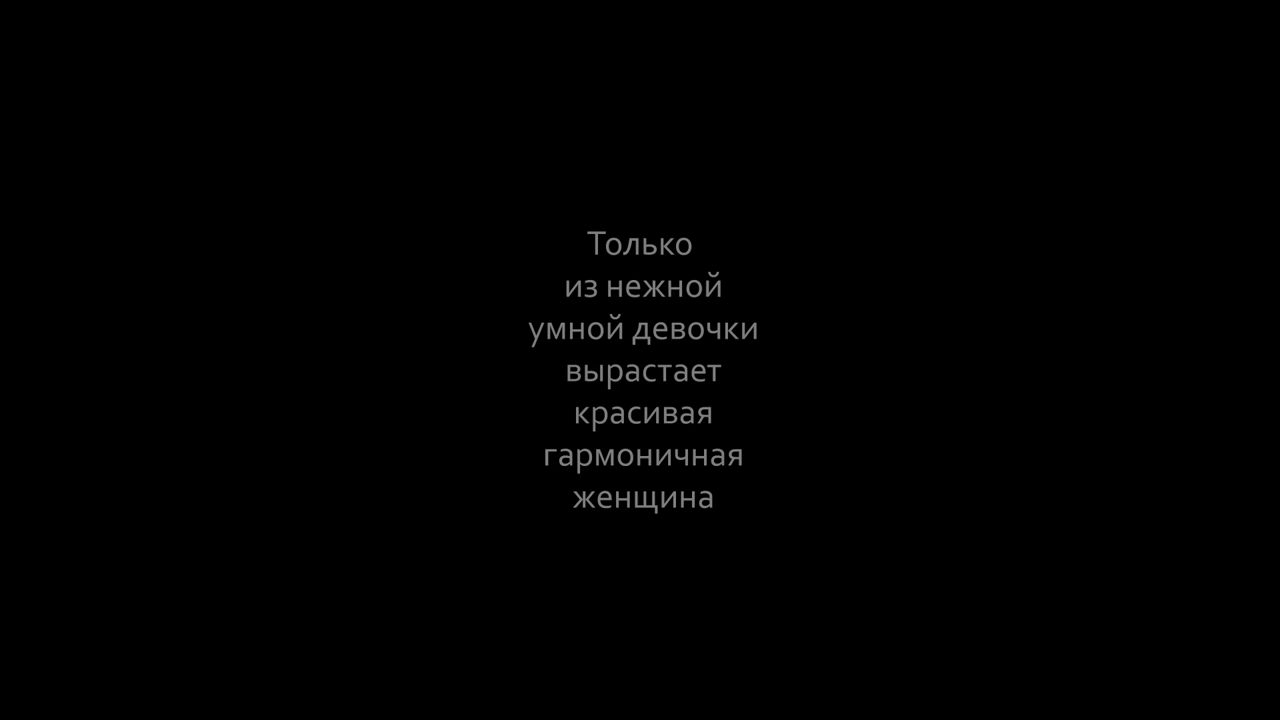 Только
из нежной
умной девочки
вырастает
красивая
гармоничная
женщина